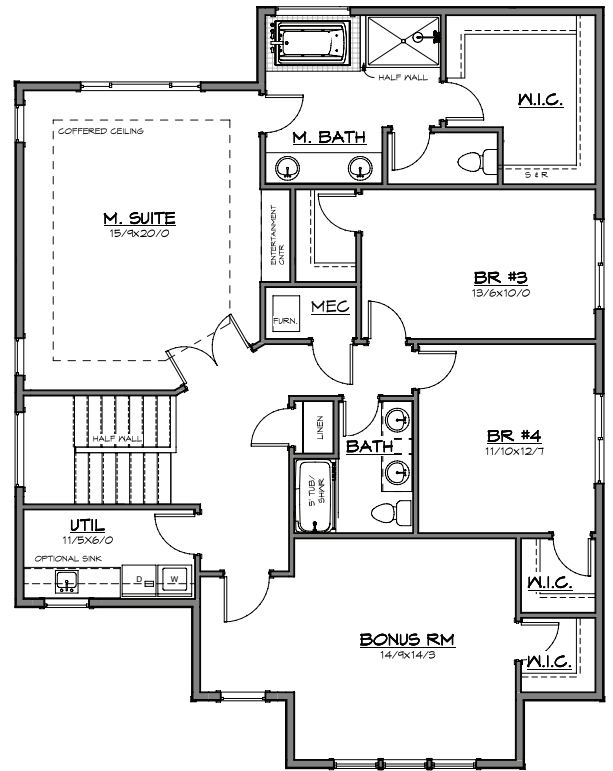 HALF WALL
W.I.C.
COFFERED CEILING
M. BATH
S & R
M. SUITE
15/9x20/0
ENTERTAINMENT
CNTR
BR #3
13/6x10/0
MEC
FURN.
LINEN
BR #4
11/10x12/7
HALF WALL
BATH
5' TUB/
SHWR
UTIL
11/5X6/0
OPTIONAL SINK
D
W
W.I.C.
BONUS RM
14/9x14/3
W.I.C.